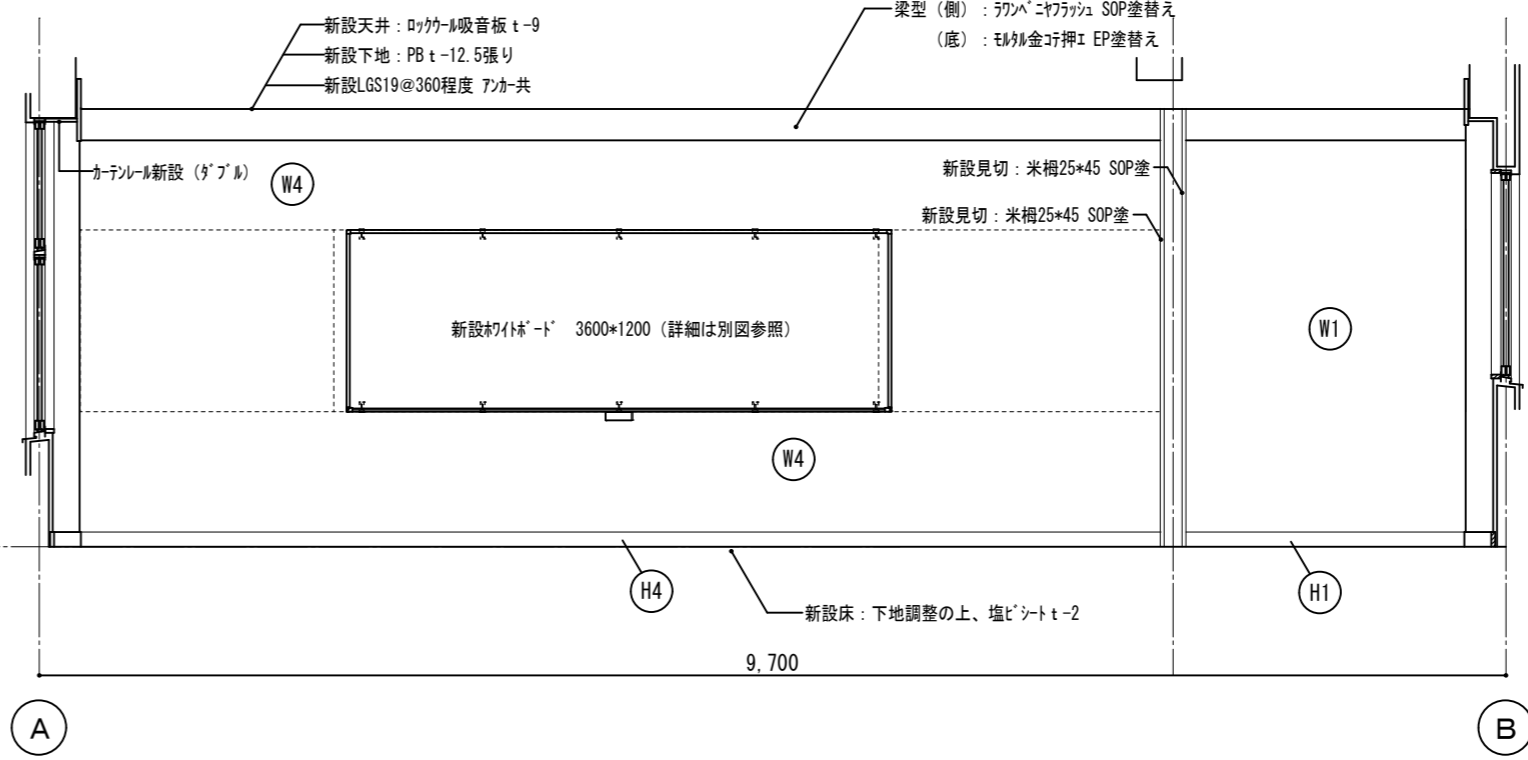 新設天井：ﾛｯｸｳｰﾙ吸音板 t-9
新設下地：PB t-12.5張り
新設LGS19@360程度 ｱﾝｶｰ共
梁型（側）：ﾗﾜﾝﾍﾞﾆﾔﾌﾗｯｼｭ SOP塗替え
（底）：ﾓﾙﾀﾙ金ｺﾃ押ｴ EP塗替え
ｶｰﾃﾝﾚｰﾙ新設（ﾀﾞﾌﾞﾙ）
W4
新設見切：米栂25*45 SOP塗
新設見切：米栂25*45 SOP塗
新設ﾎﾜｲﾄﾎﾞｰﾄﾞ 3600*1200（詳細は別図参照）
W1
W4
H4
H1
新設床：下地調整の上、塩ﾋﾞｼｰﾄ t-2
9,700
A
B